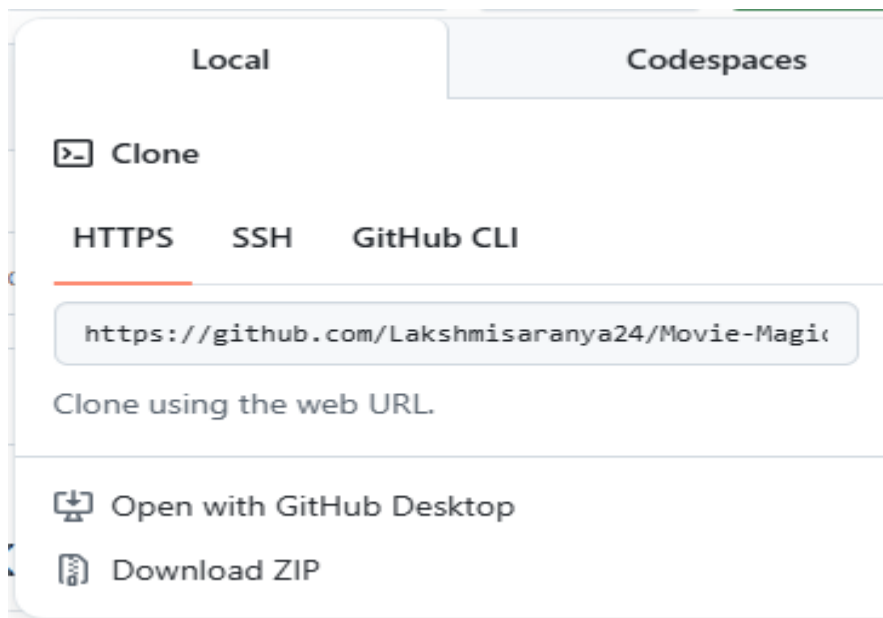 Local Codespaces
Clone
HTTPS SSH GitHub CLI
https://github.com/Lakshmisaranya24/Movie-Magic
Clone using the web URL.
Open with GitHub Desktop
Download ZIP